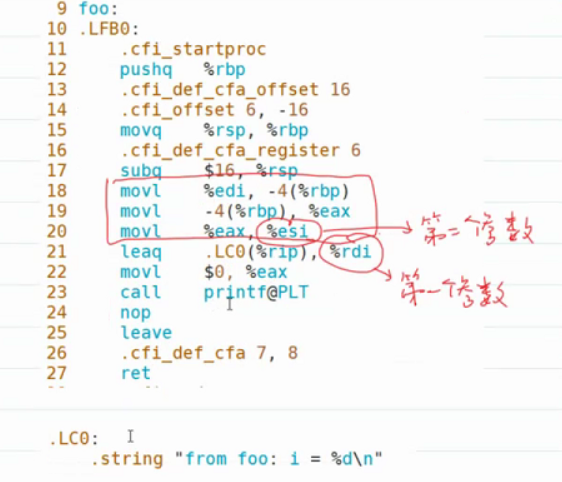 9 foo:
10 .LFB0:
11 .cfi_startproc
12 pushq %rbp
13 .cfi_def_cfa_offset 16
14 .cfi_offset 6, -16
15 movq %rsp, %rbp
16 .cfi_def_cfa_register 6
17 subq $16, %rsp
18 movl %edi, -4(%rbp)
19 movl -4(%rbp), %eax
20 movl %eax, %esi 第二参数
21 leaq .LC0(%rip), %rdi
22 movl $0, %eax 第一个参数
23 call printf@PLT
24 nop
25 leave
26 .cfi_def_cfa 7, 8
27 ret
.LC0:
.string "from foo: i = %d\n"